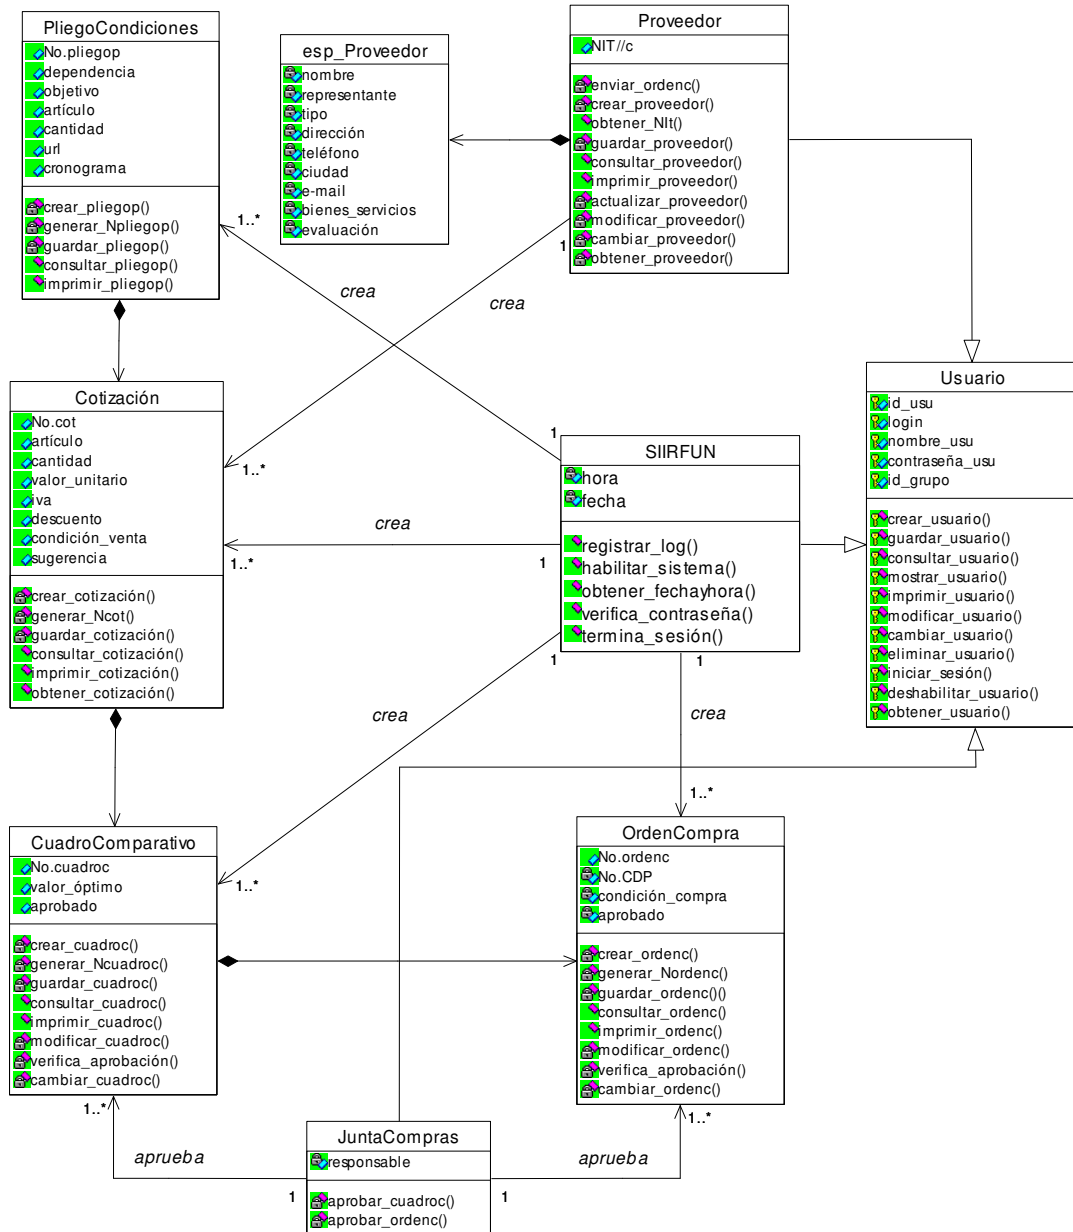 PliegoCondiciones
No.pliegop
dependencia
objetivo
artículo
cantidad
url
cronograma
crear_pliegop()
generar_Npliegop()
guardar_pliegop()
consultar_pliegop()
imprimir_pliegop()
esp_Proveedor
nombre
representante
tipo
dirección
teléfono
ciudad
e-mail
bienes_servicios
evaluación
Proveedor
NIT//c
enviar_ordenc()
crear_proveedor()
obtener_NIt()
guardar_proveedor()
consultar_proveedor()
imprimir_proveedor()
actualizar_proveedor()
modificar_proveedor()
cambiar_proveedor()
obtener_proveedor()
1..*
1
crea
crea
Cotización
No.cot
artículo
cantidad
valor_unitario
iva
descuento
condición_venta
sugerencia
crear_cotización()
generar_Ncot()
guardar_cotización()
consultar_cotización()
imprimir_cotización()
obtener_cotización()
1..*
1
crea
1..*
1
SIIRFUN
hora
fecha
registrar_log()
habilitar_sistema()
obtener_fechayhora()
verifica_contraseña()
termina_sesión()
Usuario
id_usu
login
nombre_usu
contraseña_usu
id_grupo
crear_usuario()
guardar_usuario()
consultar_usuario()
mostrar_usuario()
imprimir_usuario()
modificar_usuario()
cambiar_usuario()
eliminar_usuario()
iniciar_sesión()
deshabilitar_usuario()
obtener_usuario()
1
1
crea
crea
1..*
1..*
CuadroComparativo
No.cuadroc
valor_óptimo
aprobado
crear_cuadroc()
generar_Ncuadroc()
guardar_cuadroc()
consultar_cuadroc()
imprimir_cuadroc()
modificar_cuadroc()
verifica_aprobación()
cambiar_cuadroc()
OrdenCompra
No.ordenc
No.CDP
condición_compra
aprobado
crear_ordenc()
generar_Nordenc()
guardar_ordenc()()
consultar_ordenc()
imprimir_ordenc()
modificar_ordenc()
verifica_aprobación()
cambiar_ordenc()
1..*
1..*
aprueba
aprueba
1
1
JuntaCompras
responsable
aprobar_cuadroc()
aprobar_ordenc()